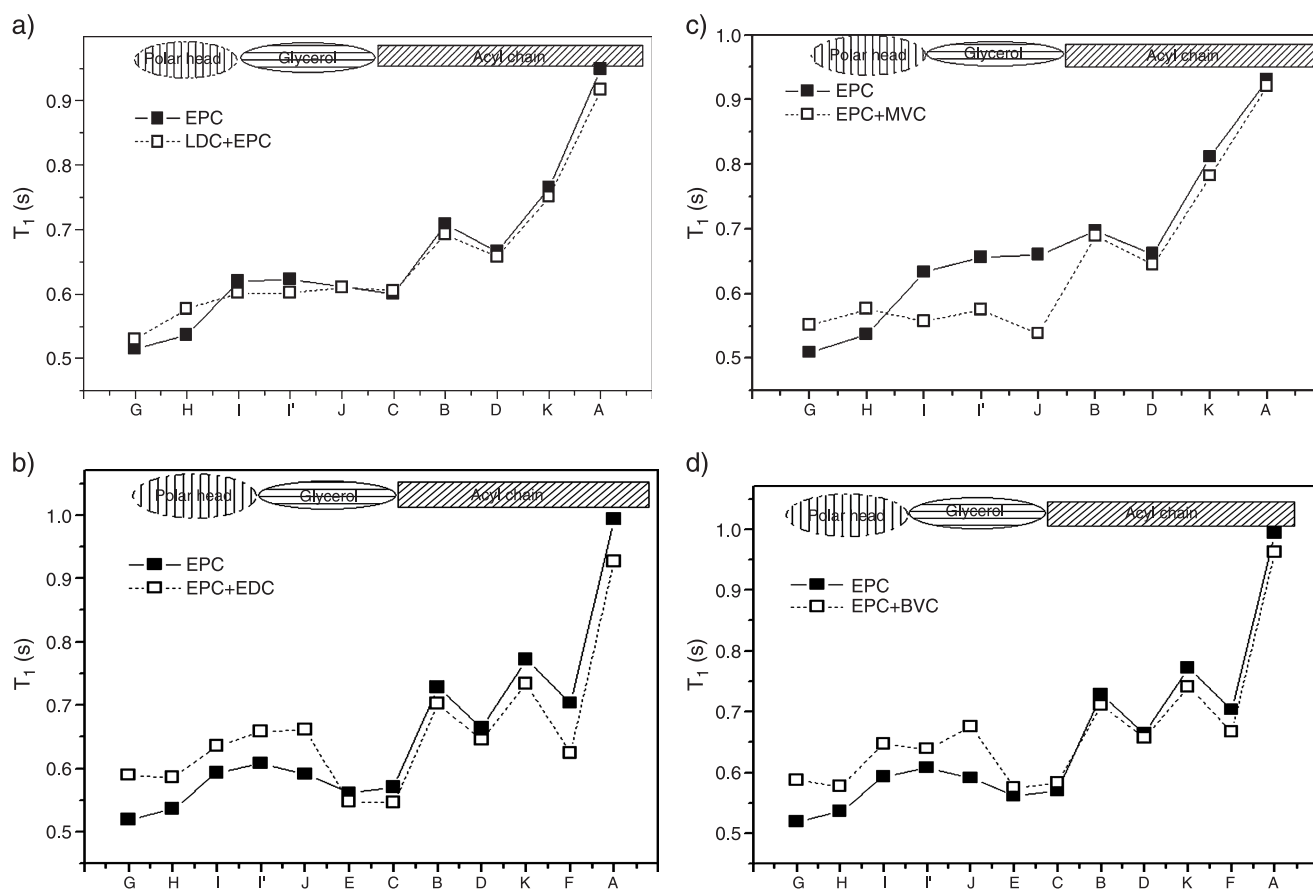 a)
Polar head Glycerol Acyl chain
EPC
LDC+EPC
T1 (s)
0.9
0.8
0.7
0.6
0.5
G H I I' J C B D K A
c)
Polar head Glycerol Acyl chain
EPC
EPC+MVC
T1 (s)
1.0
0.9
0.8
0.7
0.6
0.5
G H I I' J B D K A
b)
Polar head Glycerol Acyl chain
EPC
EPC+EDC
T1 (s)
1.0
0.9
0.8
0.7
0.6
0.5
G H I I' J E C B D K F A
d)
Polar head Glycerol Acyl chain
EPC
EPC+BVC
T1 (s)
1.0
0.9
0.8
0.7
0.6
0.5
G H I I' J E C B D K F A